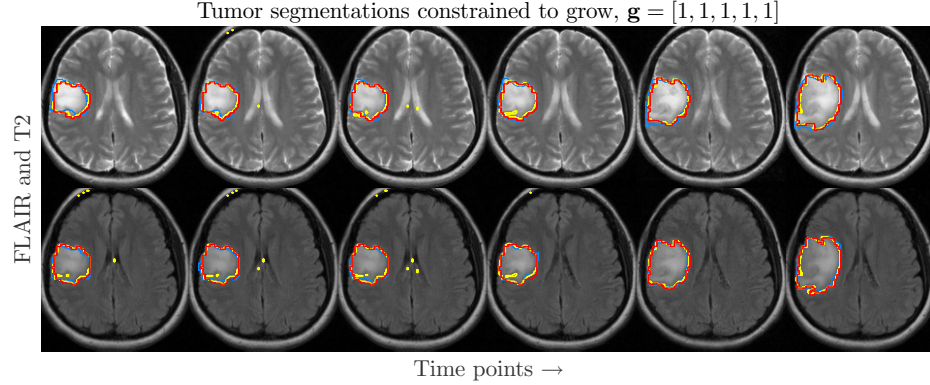 Tumor segmentations constrained to grow, g = [1, 1, 1, 1, 1]
FLAIR and T2
Time points →